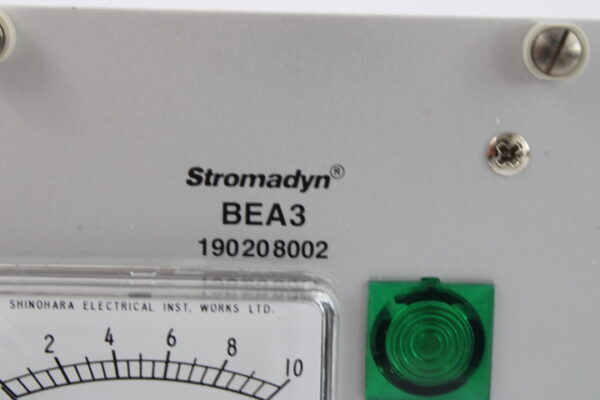 Stromadyn®
BEA3
190208002
SHINOHARA ELECTRICAL INST. WORKS LTD.
2 4 6 8 10